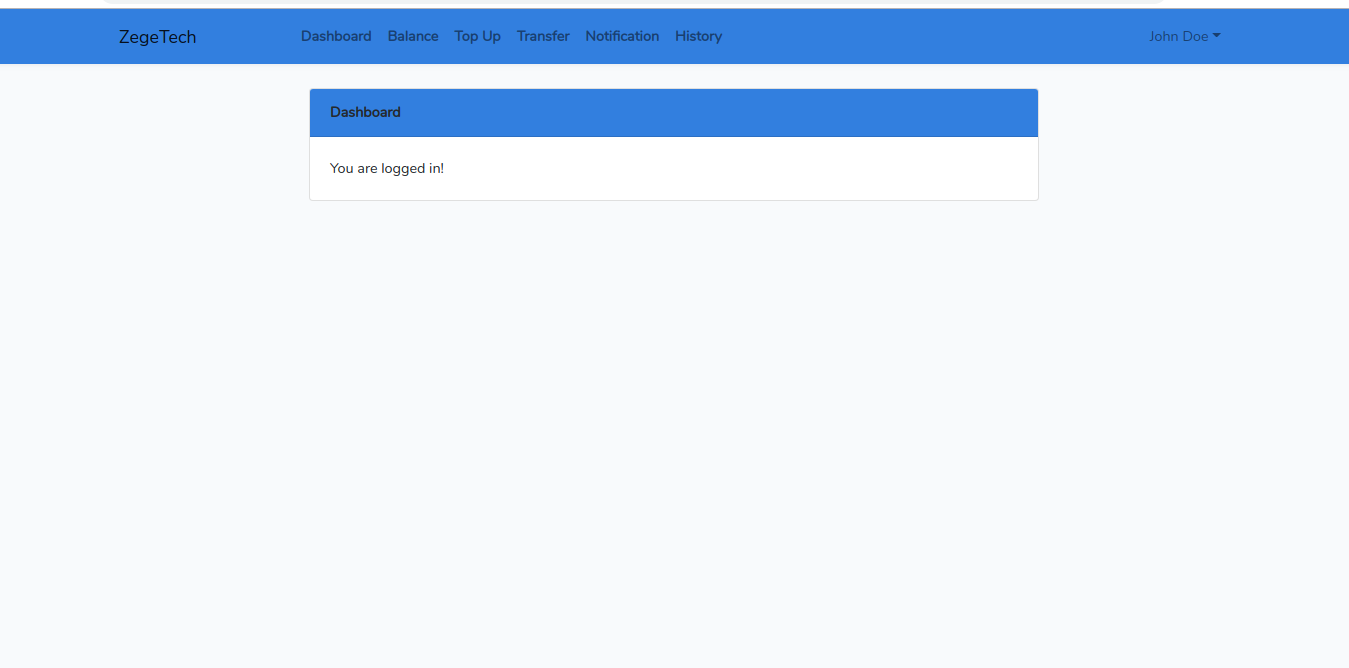 ZegeTech Dashboard Balance Top Up Transfer Notification History John Doe
Dashboard
You are logged in!